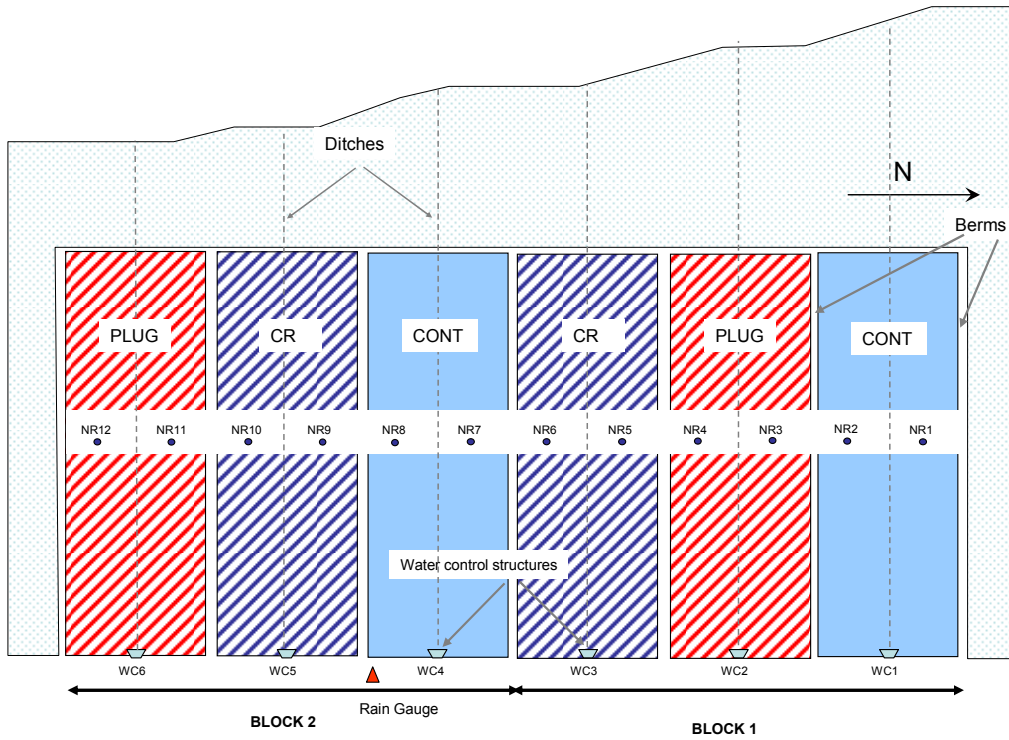 Ditches
N
Berms
PLUG
CR
CONT
CR
PLUG
CONT
NR12
NR11
NR10
NR9
NR8
NR7
NR6
NR5
NR4
NR3
NR2
NR1
Water control structures
WC6
WC5
WC4
WC3
WC2
WC1
Rain Gauge
BLOCK 2
BLOCK 1